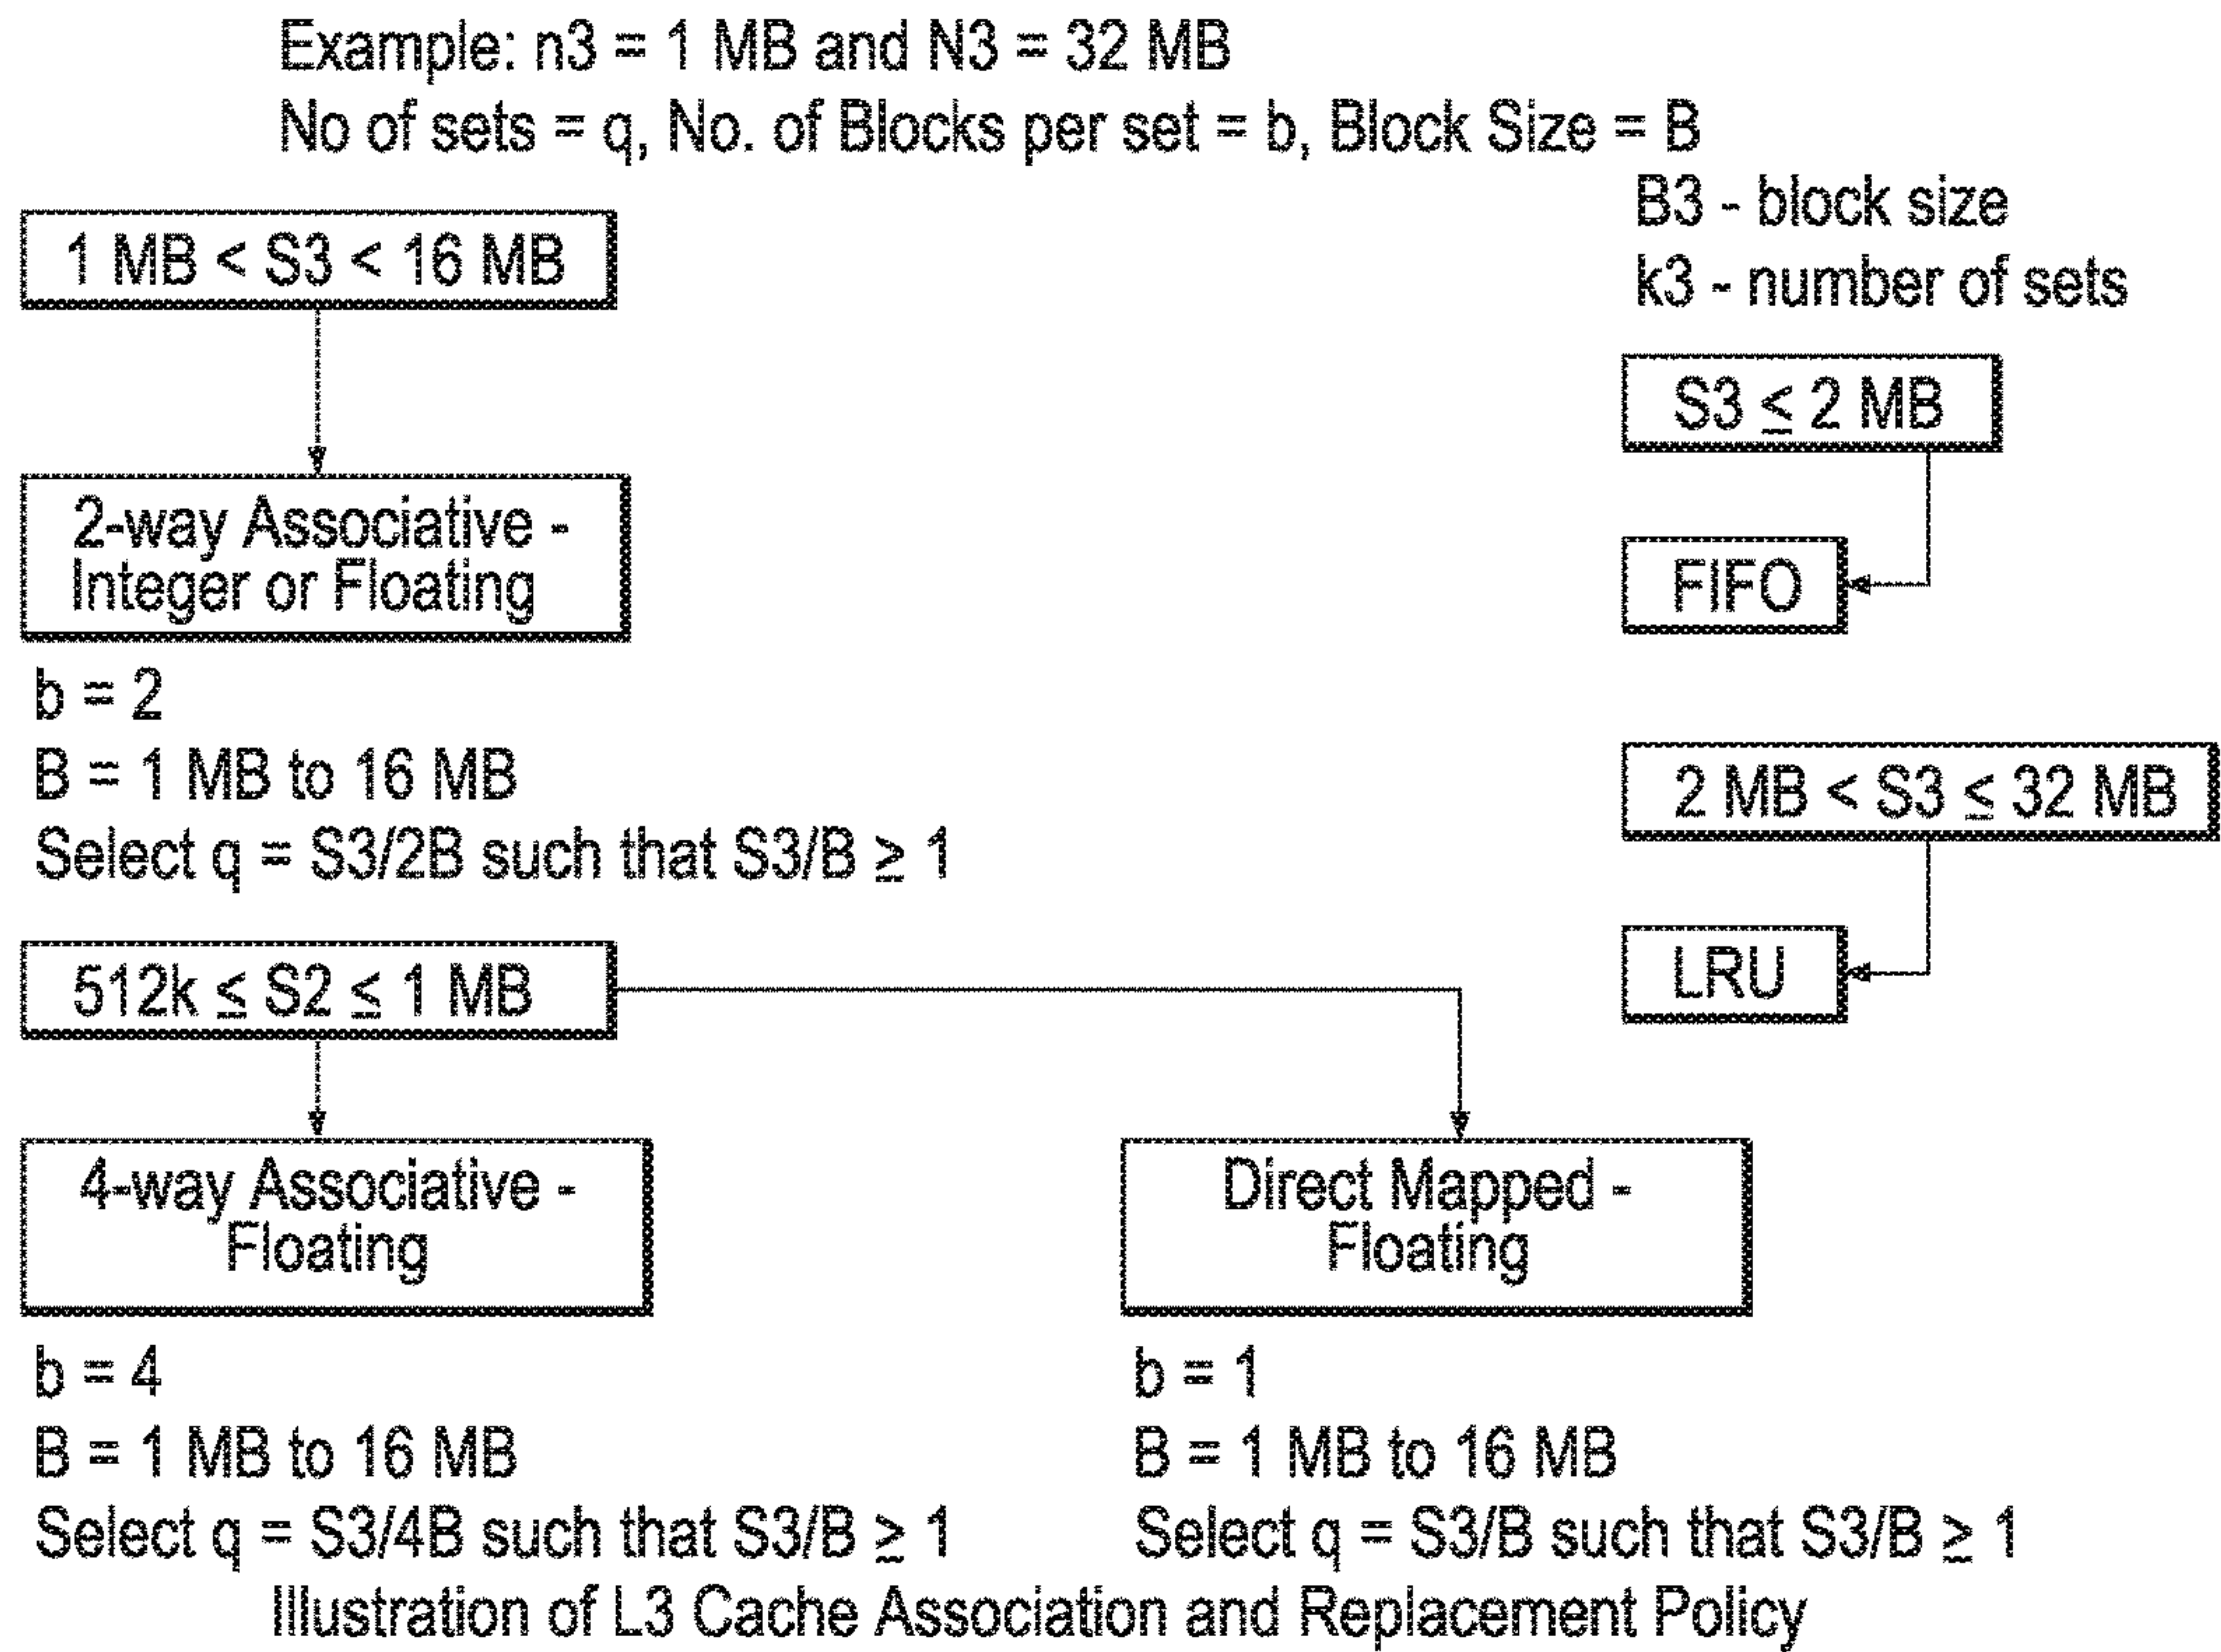 Example: n3 = 1 MB and N3 = 32 MB
No of sets = q, No. of Blocks per set = b, Block Size = B
B3 - block size
k3 - number of sets
1 MB < S3 < 16 MB
2-way Associative -
Integer or Floating
b = 2
B = 1 MB to 16 MB
Select q = S3/2B such that S3/B ≥ 1
S3 ≤ 2 MB
FIFO
2 MB < S3 ≤ 32 MB
LRU
512k ≤ S2 ≤ 1 MB
4-way Associative -
Floating
b = 4
B = 1 MB to 16 MB
Select q = S3/4B such that S3/B ≥ 1
Direct Mapped -
Floating
b = 1
B = 1 MB to 16 MB
Select q = S3/B such that S3/B ≥ 1
Illustration of L3 Cache Association and Replacement Policy